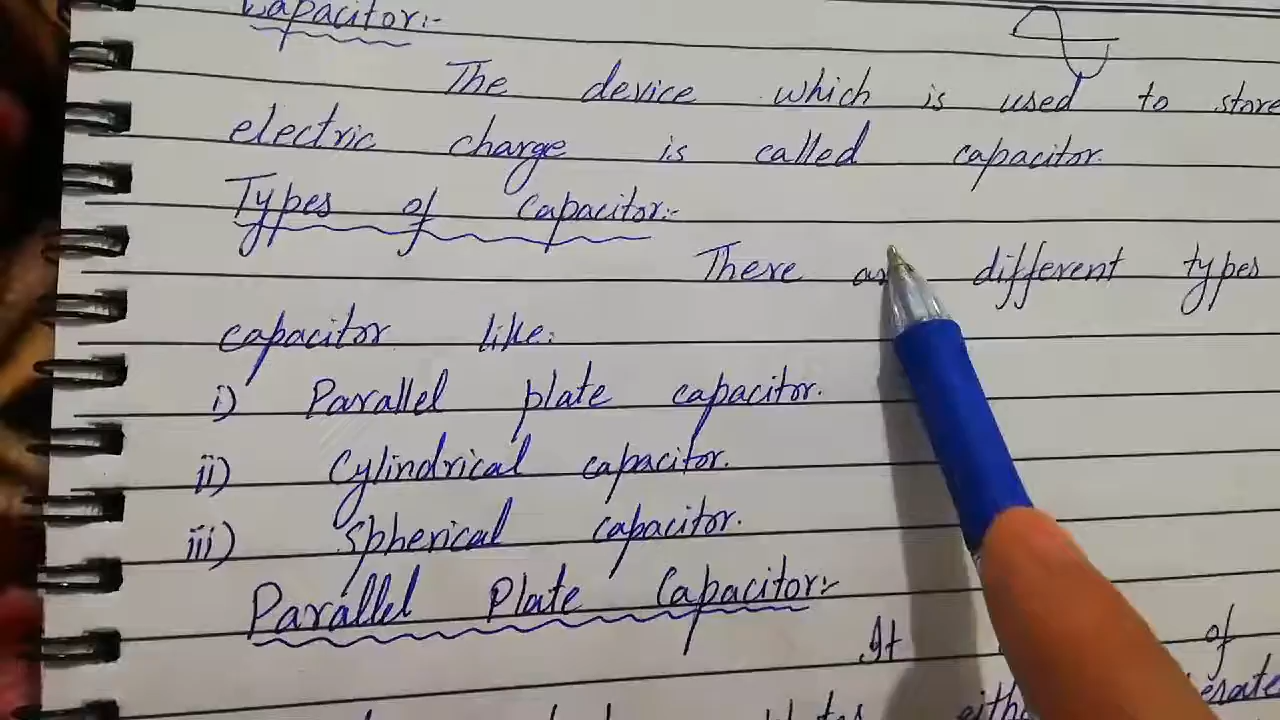 Capacitor:-
The device which is used to store
electric charge is called capacitor.
Types of Capacitor:-
There different types
capacitor like:
i) Parallel plate capacitor.
ii) Cylindrical capacitor.
iii) Spherical capacitor.
Parallel Plate Capacitor:-
It of